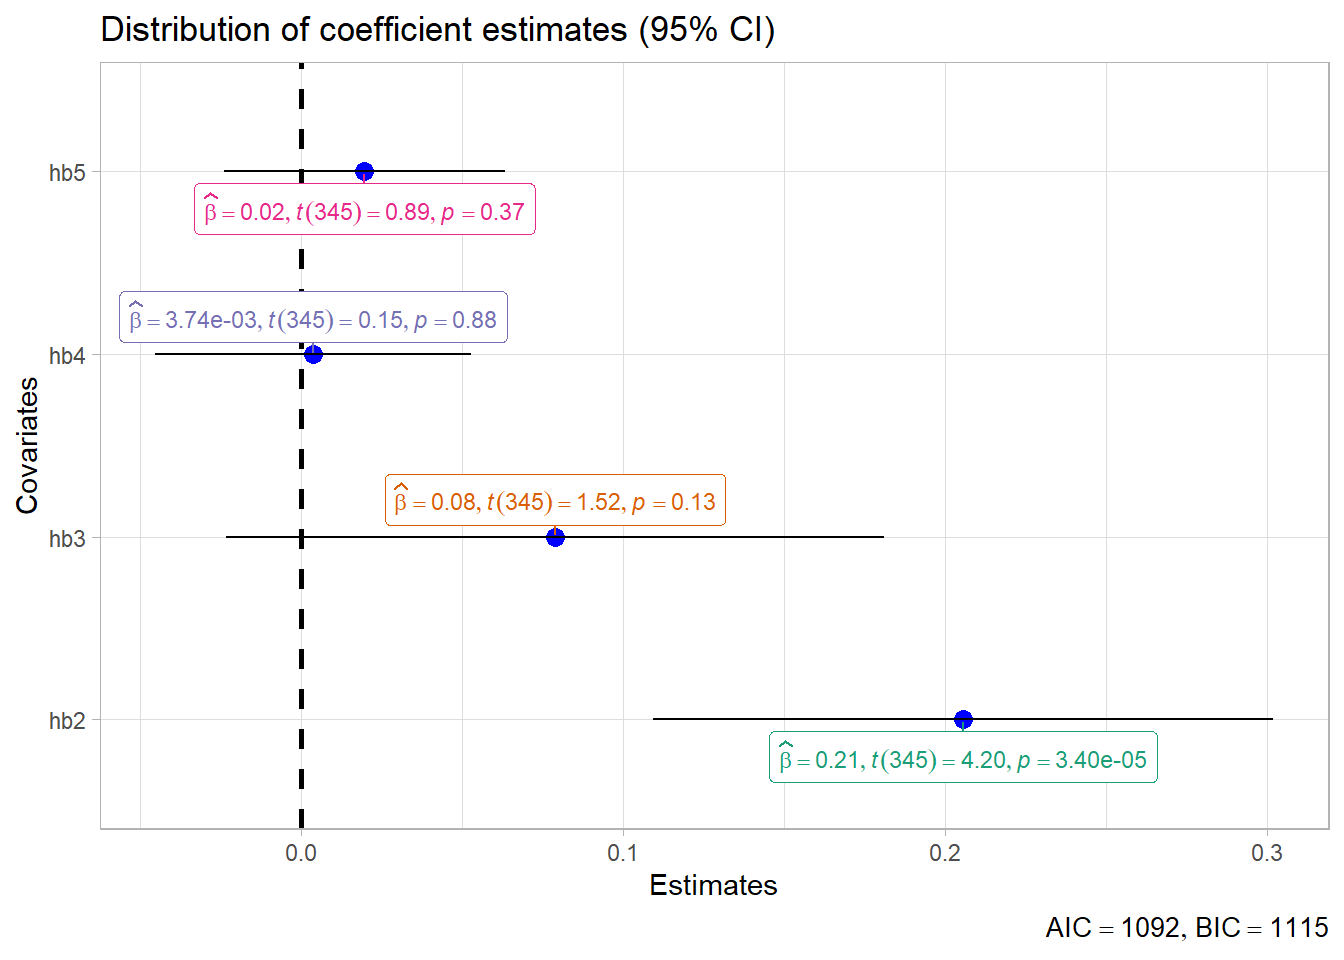 Distribution of coefficient estimates (95% CI)
hb5
β̂ = 0.02, t(345) = 0.89, p = 0.37
β̂ = 3.74e-03, t(345) = 0.15, p = 0.88
hb4
Covariates
β̂ = 0.08, t(345) = 1.52, p = 0.13
hb3
hb2
β̂ = 0.21, t(345) = 4.20, p = 3.40e-05
0.0 0.1 0.2 0.3
Estimates
AIC = 1092, BIC = 1115